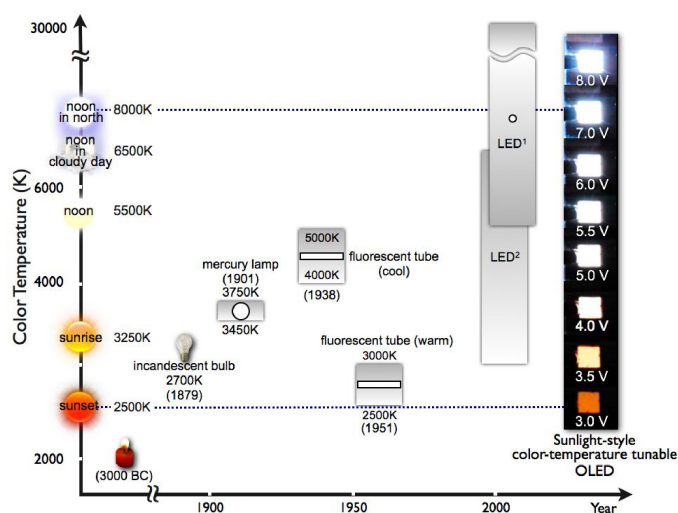 30000
Color Temperature (K)
6000
4000
2000
noon
in north
8000K
noon
in
cloudy day
6500K
noon
5500K
sunrise
3250K
sunset
2500K
(3000 BC)
incandescent bulb
2700K
(1879)
mercury lamp
(1901)
3750K
3450K
5000K
4000K
(1938)
fluorescent tube
(cool)
fluorescent tube (warm)
3000K
2500K
(1951)
LED¹
LED²
8.0 V
7.0 V
6.0 V
5.5 V
5.0 V
4.0 V
3.5 V
3.0 V
Sunlight-style
color-temperature tunable
OLED
1900
1950
2000
Year